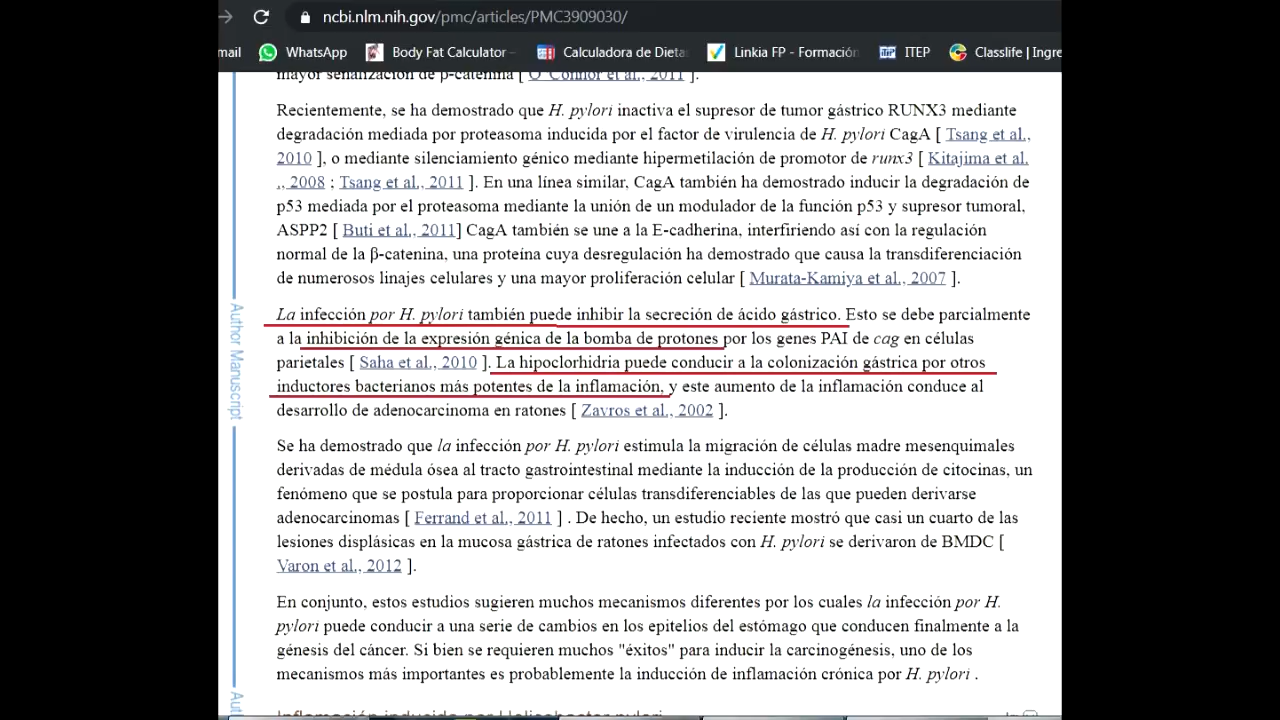 ncbi.nlm.nih.gov/pmc/articles/PMC3909030/
mail WhatsApp Body Fat Calculator Calculadora de Dietas Linkia FP - Formación ITEP Classlife | Ingre
mayor señalización de β-catenina [ O 'Connor et al., 2011 ].
Recientemente, se ha demostrado que H. pylori inactiva el supresor de tumor gástrico RUNX3 mediante
degradación mediada por proteasoma inducida por el factor de virulencia de H. pylori CagA [ Tsang et al.,
2010 ], o mediante silenciamiento génico mediante hipermetilación de promotor de runx3 [ Kitajima et al.
., 2008 ; Tsang et al., 2011 ]. En una línea similar, CagA también ha demostrado inducir la degradación de
p53 mediada por el proteasoma mediante la unión de un modulador de la función p53 y supresor tumoral,
ASPP2 [ Buti et al., 2011] CagA también se une a la E-cadherina, interfiriendo así con la regulación
normal de la β-catenina, una proteína cuya desregulación ha demostrado que causa la transdiferenciación
de numerosos linajes celulares y una mayor proliferación celular [ Murata-Kamiya et al., 2007 ].
La infección por H. pylori también puede inhibir la secreción de ácido gástrico. Esto se debe parcialmente
a la inhibición de la expresión génica de la bomba de protones por los genes PAI de cag en células
parietales [ Saha et al., 2010 ]. La hipoclorhidria puede conducir a la colonización gástrica por otros
inductores bacterianos más potentes de la inflamación, y este aumento de la inflamación conduce al
desarrollo de adenocarcinoma en ratones [ Zavros et al., 2002 ].
Se ha demostrado que la infección por H. pylori estimula la migración de células madre mesenquimales
derivadas de médula ósea al tracto gastrointestinal mediante la inducción de la producción de citocinas, un
fenómeno que se postula para proporcionar células transdiferenciables de las que pueden derivarse
adenocarcinomas [ Ferrand et al., 2011 ] . De hecho, un estudio reciente mostró que casi un cuarto de las
lesiones displásicas en la mucosa gástrica de ratones infectados con H. pylori se derivaron de BMDC [
Varon et al., 2012 ].
En conjunto, estos estudios sugieren muchos mecanismos diferentes por los cuales la infección por H.
pylori puede conducir a una serie de cambios en los epitelios del estómago que conducen finalmente a la
génesis del cáncer. Si bien se requieren muchos "éxitos" para inducir la carcinogénesis, uno de los
mecanismos más importantes es probablemente la inducción de inflamación crónica por H. pylori .
Inflamación inducida por Helicobacter pylori
Author Manuscript
Au